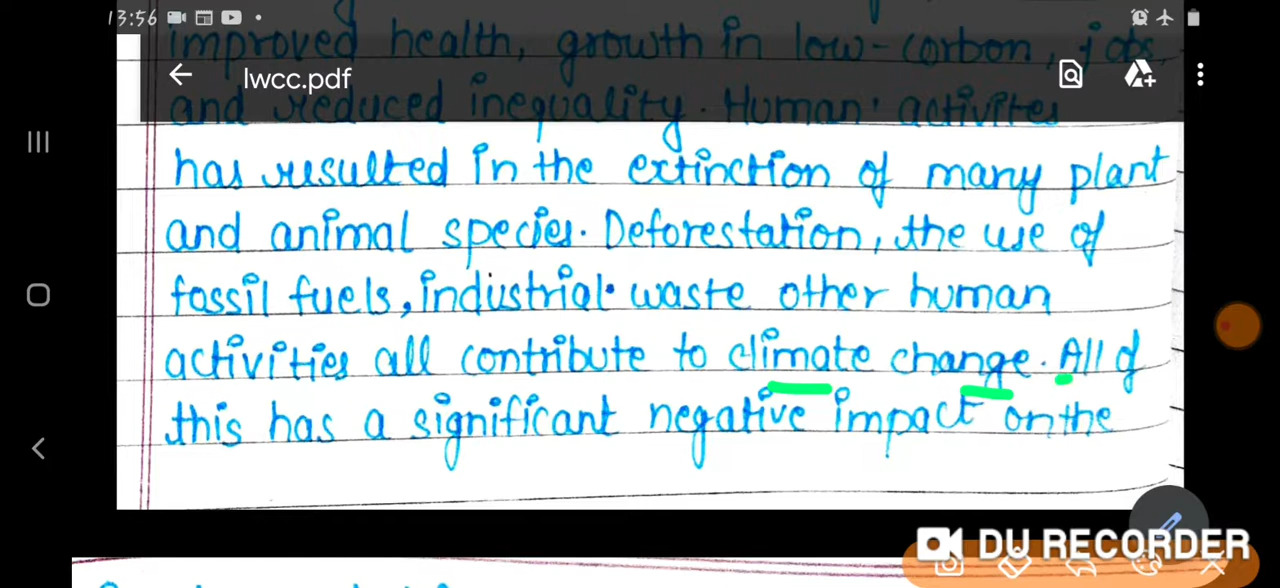 13:56
improved health, growth in low-corbon, jobs
lwcc.pdf
and reduced inequality. Human activites
has resulted in the extinction of many plant
and animal species. Deforestation, the use of
fossil fuels, industrial waste other human
activities all contribute to climate change. All of
this has a significant negative impact on the
DU RECORDER